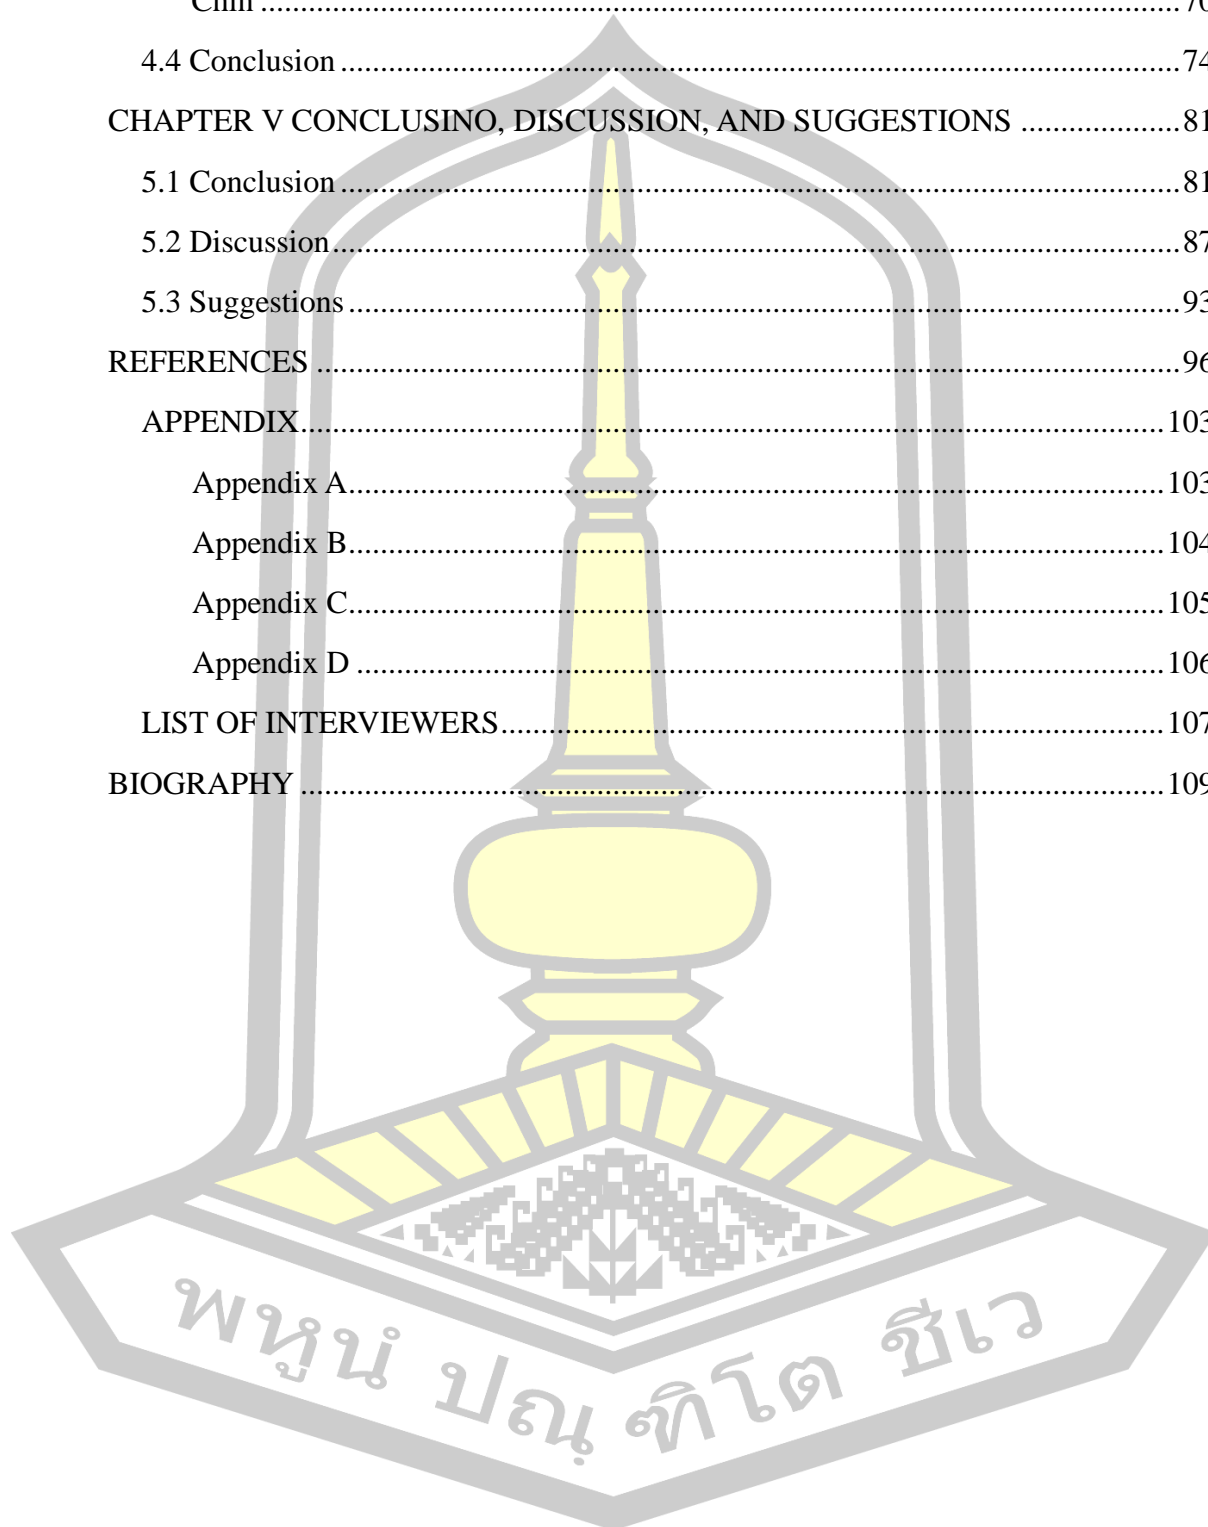 4.4 Conclusion ........................................................................................................ 74
CHAPTER V CONCLUSINO, DISCUSSION, AND SUGGESTIONS .................... 81
5.1 Conclusion ........................................................................................................ 81
5.2 Discussion ......................................................................................................... 87
5.3 Suggestions ....................................................................................................... 93
REFERENCES .......................................................................................................... 96
APPENDIX ............................................................................................................ 103
Appendix A ...................................................................................................... 103
Appendix B ...................................................................................................... 104
Appendix C ...................................................................................................... 105
Appendix D ..................................................................................................... 106
LIST OF INTERVIEWERS ................................................................................... 107
BIOGRAPHY ........................................................................................................... 109
พหูนํ ปณฺฑิโต ชีเว